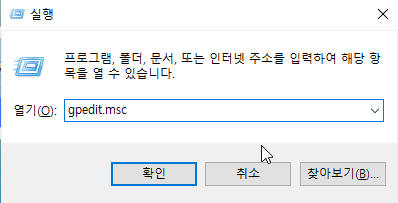 실행
프로그램, 폴더, 문서, 또는 인터넷 주소를 입력하여 해당 항
목을 열 수 있습니다.
열기(O): gpedit.msc
확인 취소 찾아보기(B)...